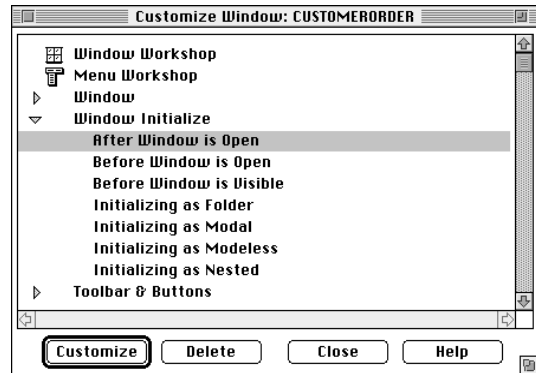 Customize Window: CUSTOMERORDER
Window Workshop
Menu Workshop
Window
Window Initialize
After Window is Open
Before Window is Open
Before Window is Visible
Initializing as Folder
Initializing as Modal
Initializing as Modeless
Initializing as Nested
Toolbar & Buttons
Customize Delete Close Help